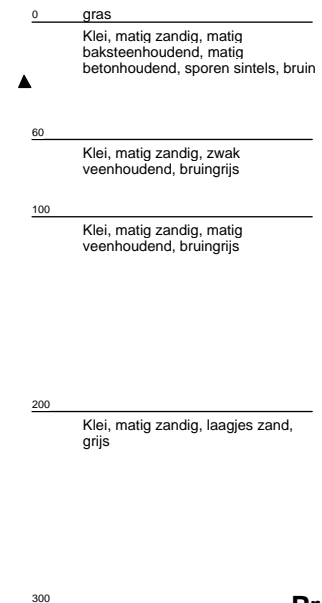 0 gras
Klei, matig zandig, matig
baksteenhoudend, matig
betonhoudend, sporen sintels, bruin
60
Klei, matig zandig, zwak
veenhoudend, bruingrijs
100
Klei, matig zandig, matig
veenhoudend, bruingrijs
200
Klei, matig zandig, laagjes zand,
grijs
300